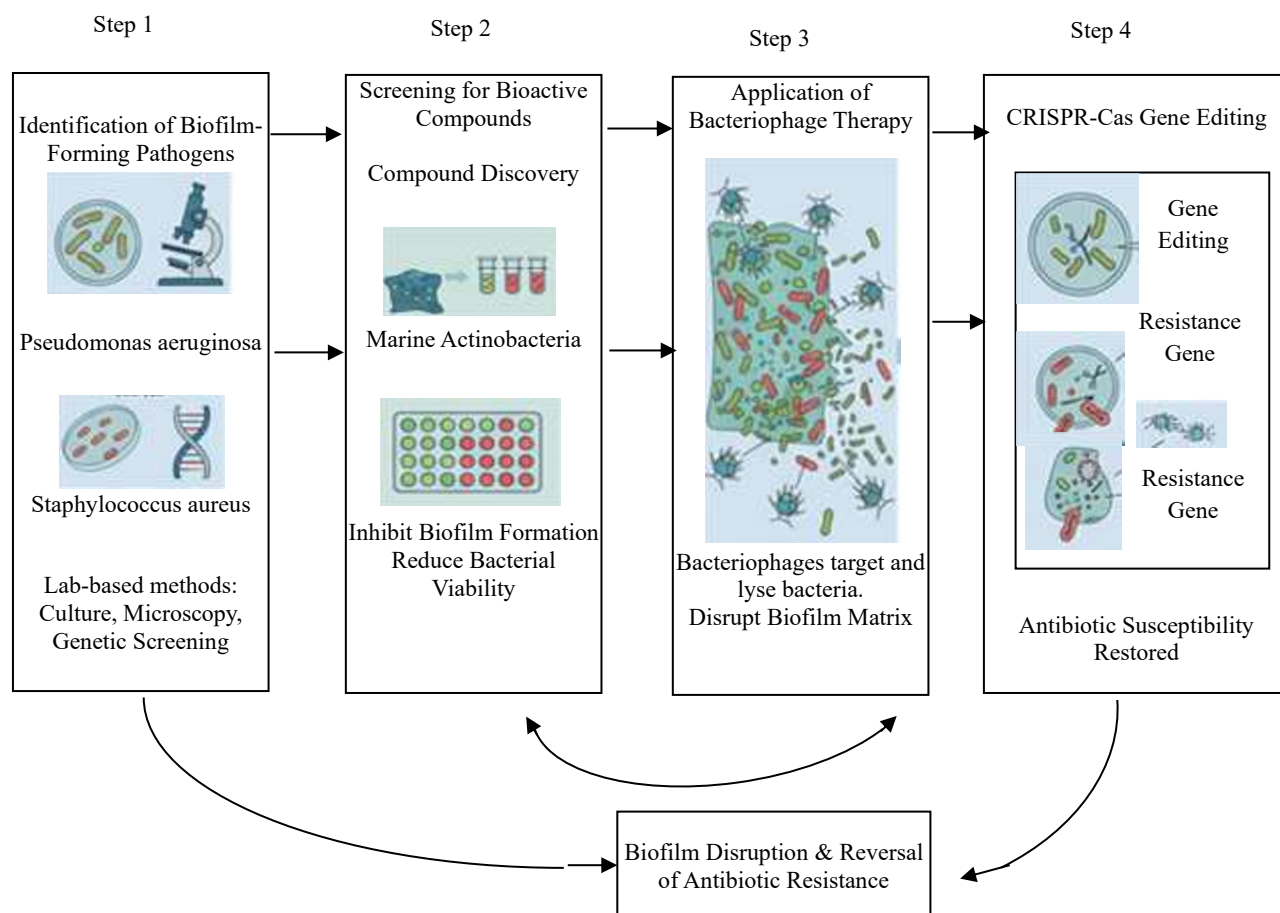 Step 1
Step 2
Step 3
Step 4
Identification of Biofilm-
Forming Pathogens
Pseudomonas aeruginosa
Staphylococcus aureus
Lab-based methods:
Culture, Microscopy,
Genetic Screening
Screening for Bioactive
Compounds
Compound Discovery
Marine Actinobacteria
Inhibit Biofilm Formation
Reduce Bacterial
Viability
Application of
Bacteriophage Therapy
Bacteriophages target and
lyse bacteria.
Disrupt Biofilm Matrix
CRISPR-Cas Gene Editing
Gene
Editing
Resistance
Gene
Resistance
Gene
Antibiotic Susceptibility
Restored
Biofilm Disruption & Reversal
of Antibiotic Resistance